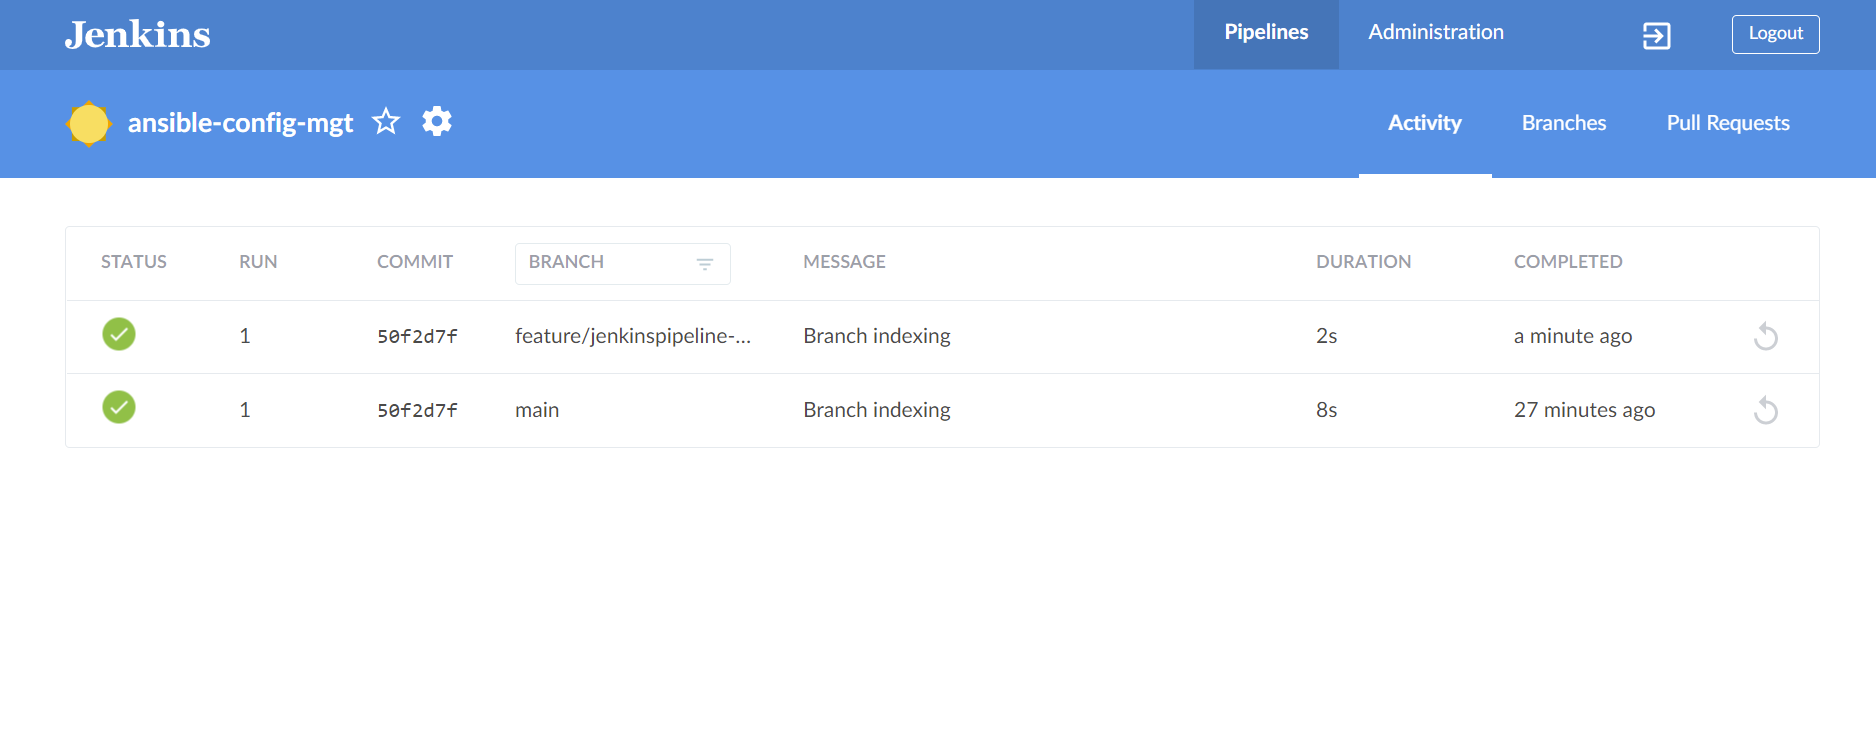 Jenkins
Pipelines Administration Logout
ansible-config-mgt Activity Branches Pull Requests
STATUS RUN COMMIT BRANCH MESSAGE DURATION COMPLETED
1 50f2d7f feature/jenkinspipeline-... Branch indexing 2s a minute ago
1 50f2d7f main Branch indexing 8s 27 minutes ago